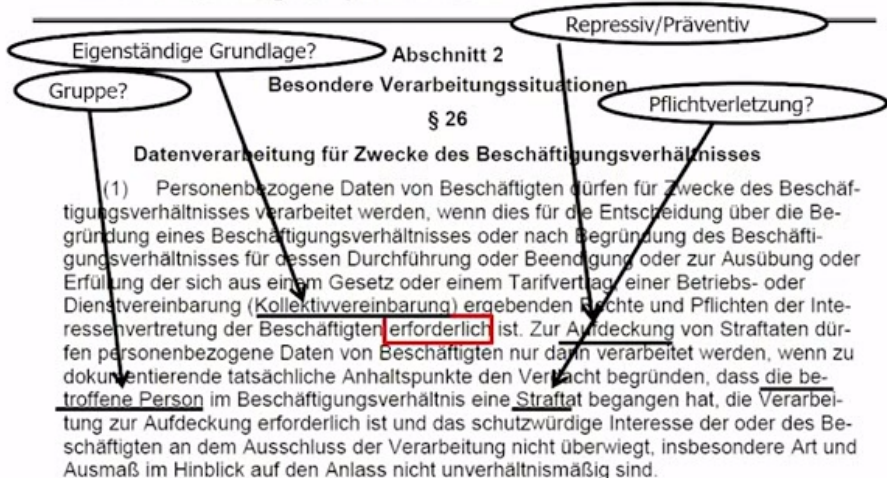 Repressiv/Präventiv
Eigenständige Grundlage?
Abschnitt 2
Gruppe?
Besondere Verarbeitungssituationen
Pflichtverletzung?
§ 26
Datenverarbeitung für Zwecke des Beschäftigungsverhältnisses
(1) Personenbezogene Daten von Beschäftigten dürfen für Zwecke des Beschäf-
tigungsverhältnisses verarbeitet werden, wenn dies für die Entscheidung über die Be-
gründung eines Beschäftigungsverhältnisses oder nach Begründung des Beschäfti-
gungsverhältnisses für dessen Durchführung oder Beendigung oder zur Ausübung oder
Erfüllung der sich aus einem Gesetz oder einem Tarifvertrag, einer Betriebs- oder
Dienstvereinbarung (Kollektivvereinbarung) ergebenden Rechte und Pflichten der Inte-
ressenvertretung der Beschäftigten erforderlich ist. Zur Aufdeckung von Straftaten dür-
fen personenbezogene Daten von Beschäftigten nur dann verarbeitet werden, wenn zu
dokumentierende tatsächliche Anhaltspunkte den Verdacht begründen, dass die be-
troffene Person im Beschäftigungsverhältnis eine Straftat begangen hat, die Verarbei-
tung zur Aufdeckung erforderlich ist und das schutzwürdige Interesse der oder des Be-
schäftigten an dem Ausschluss der Verarbeitung nicht überwiegt, insbesondere Art und
Ausmaß im Hinblick auf den Anlass nicht unverhältnismäßig sind.